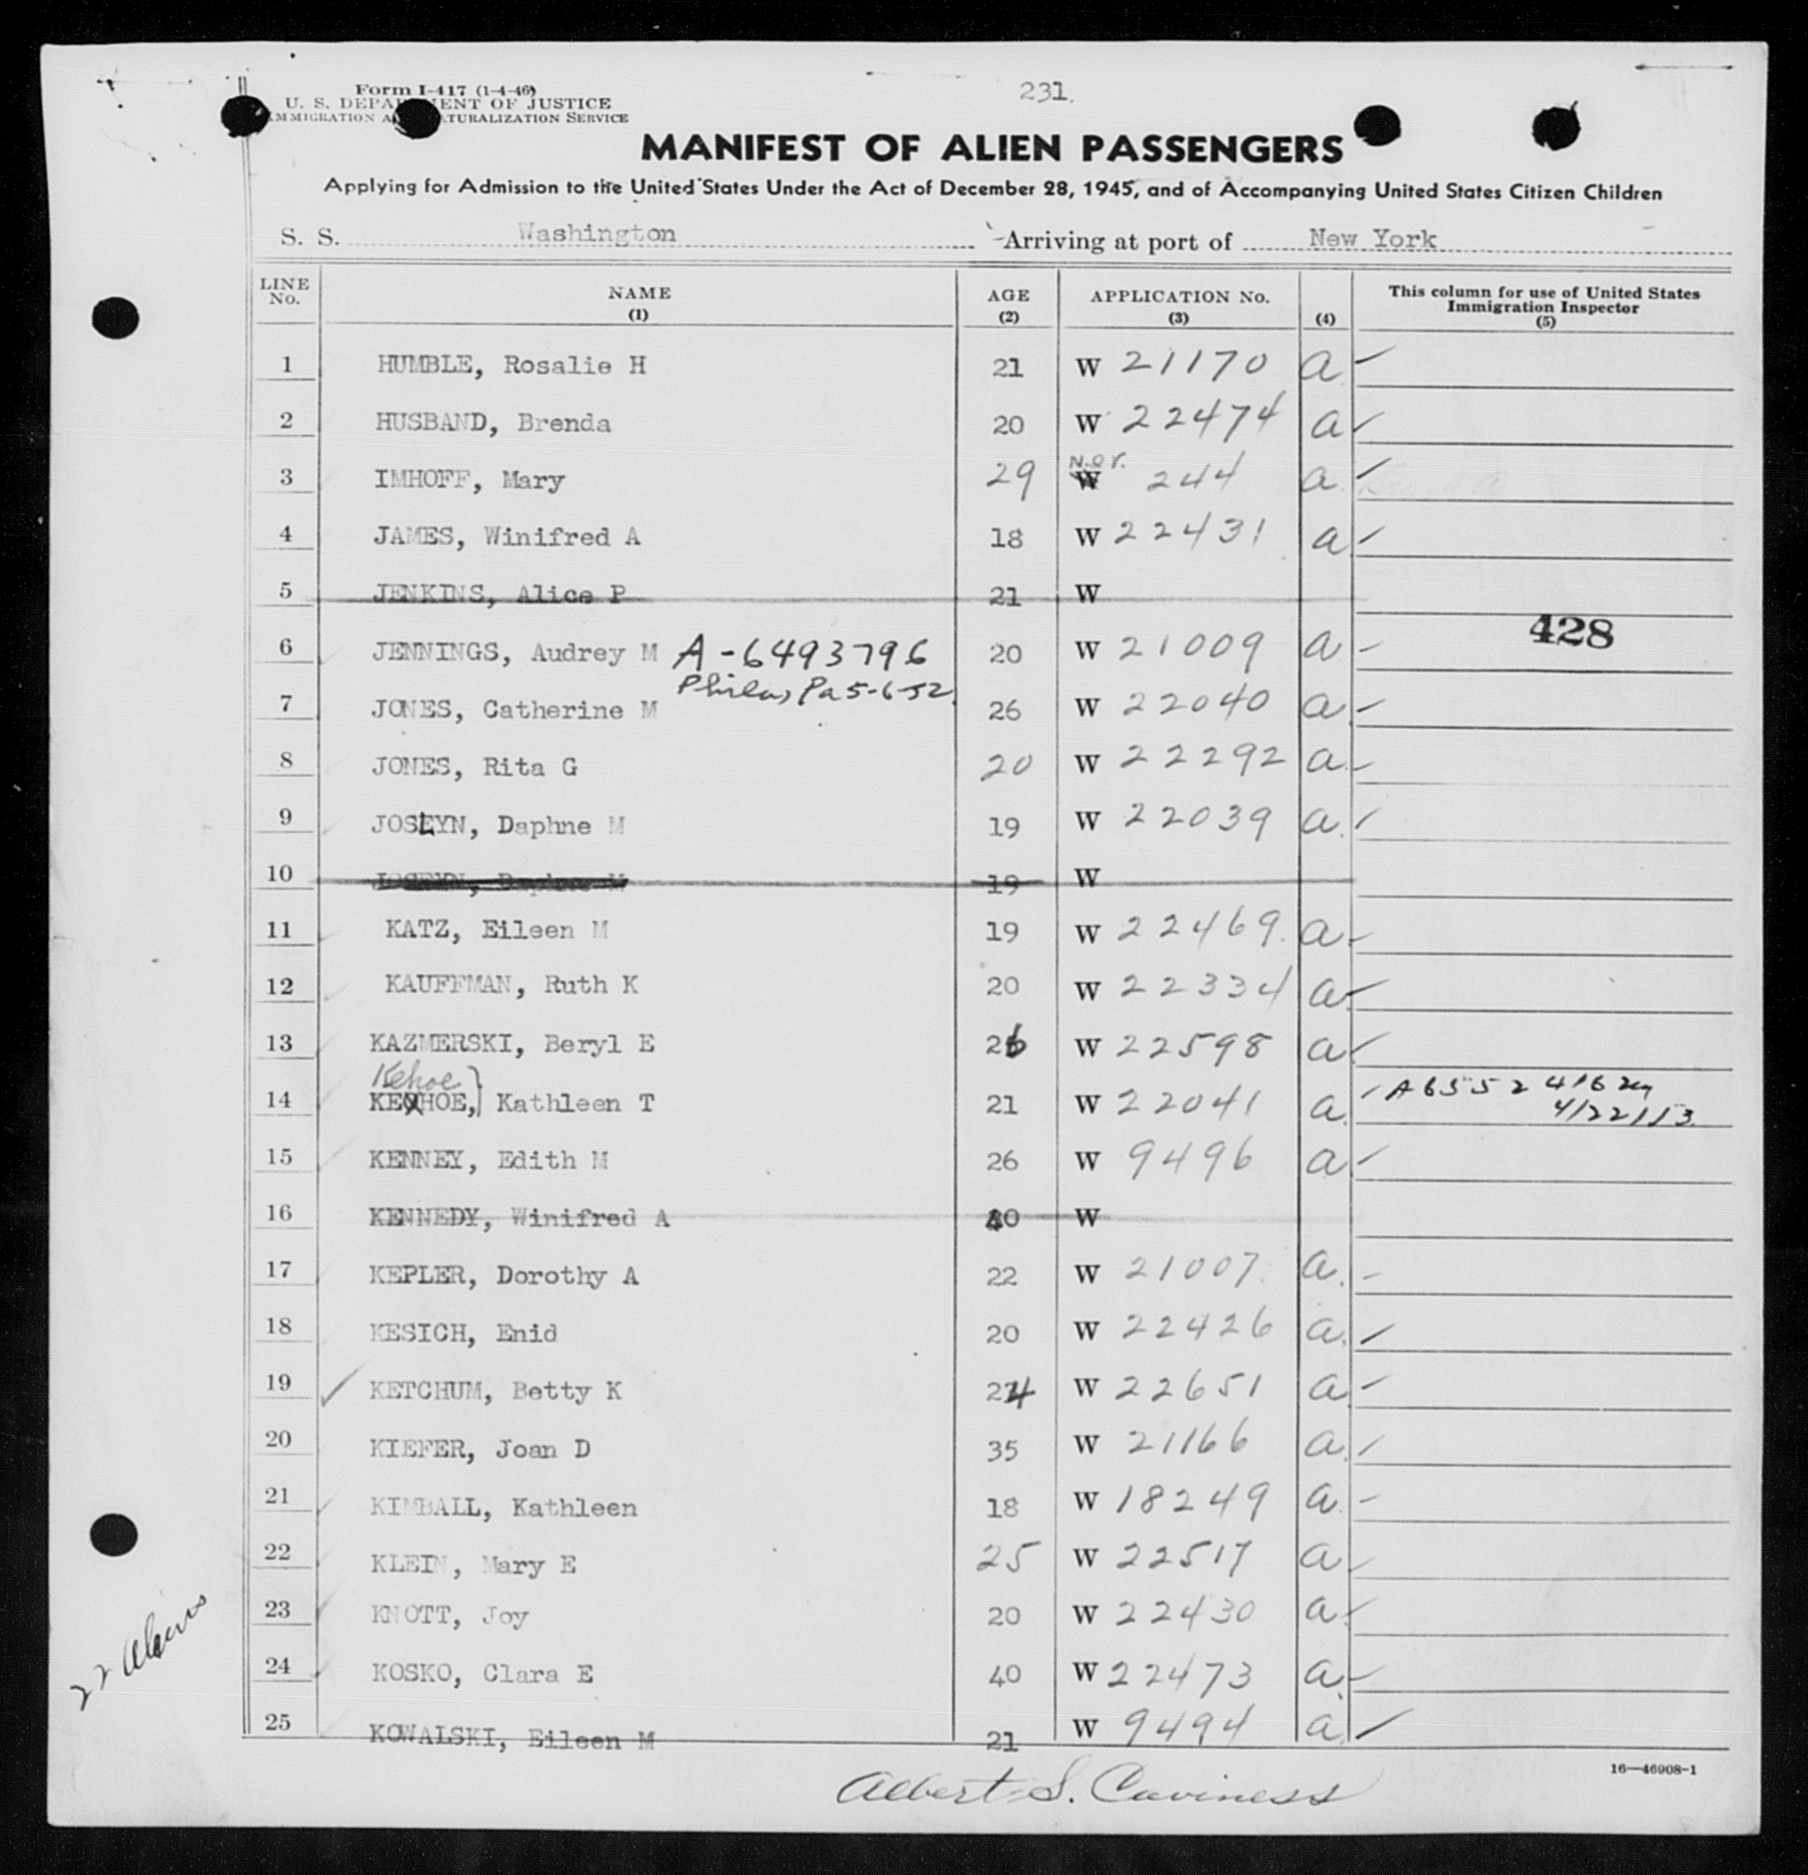 231.
Form I-417 (1-4-46)
U. S. DEPARTMENT OF JUSTICE
IMMIGRATION AND NATURALIZATION SERVICE
MANIFEST OF ALIEN PASSENGERS
Applying for Admission to the United States Under the Act of December 28, 1945, and of Accompanying United States Citizen Children
S. S. Washington Arriving at port of New York
LINE No. NAME (1) AGE (2) APPLICATION No. (3) (4) This column for use of United States Immigration Inspector (5)
1 HUMBLE, Rosalie H 21 W 21170 a
2 HUSBAND, Brenda 20 W 22474 a
3 IMHOFF, Mary 29 W 244 a
4 JAMES, Winifred A 18 W 22431 a
5 JENKINS, Alice P 21 W
428
6 JENNINGS, Audrey M A-6493796 20 W 21009 a
Phila, Pa 5-6-52
7 JONES, Catherine M 26 W 22040 a
8 JONES, Rita G 20 W 22292 a
9 JOSLYN, Daphne M 19 W 22039 a
10 19 W
11 KATZ, Eileen M 19 W 22469 a
12 KAUFFMAN, Ruth K 20 W 22334 a
13 KAZMERSKI, Beryl E 26 W 22598 a
Kehoe
14 KEOHOE, Kathleen T 21 W 22041 a A6552416
15 KENNEY, Edith M 26 W 9496 a
16 KENNEDY, Winifred A 40 W
17 KEPLER, Dorothy A 22 W 21007 a
18 KESICH, Enid 20 W 22426 a
19 KETCHUM, Betty K 24 W 22651 a
20 KIEFER, Joan D 35 W 21166 a
21 KIMBALL, Kathleen 18 W 18249 a
22 KLEIN, Mary E 25 W 22517 a
23 KNOTT, Joy 20 W 22430 a
24 KOSKO, Clara E 40 W 22473 a
25 KOWALSKI, Eileen M 21 W 9494 a
22 Aliens
16—46908-1
Albert S. Caviness